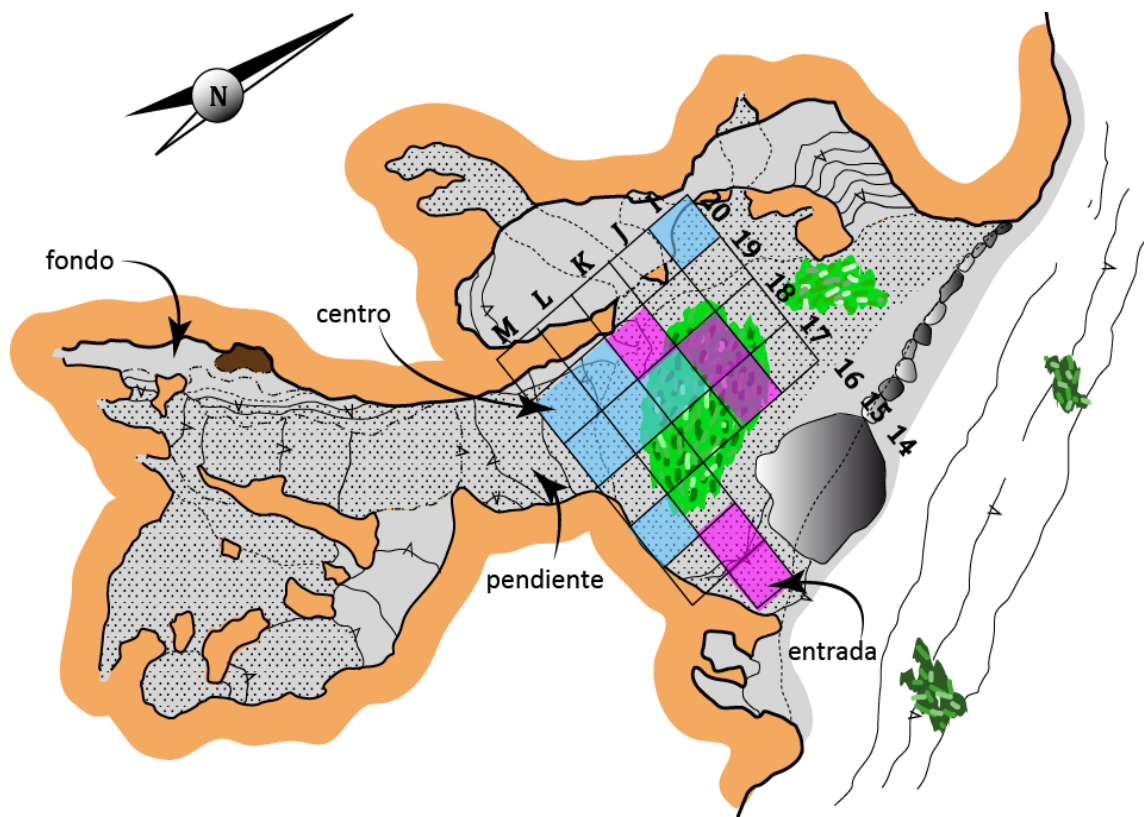 N
fondo
centro
M
L
K
J
I
20
19
18
17
16
15
14
pendiente
entrada